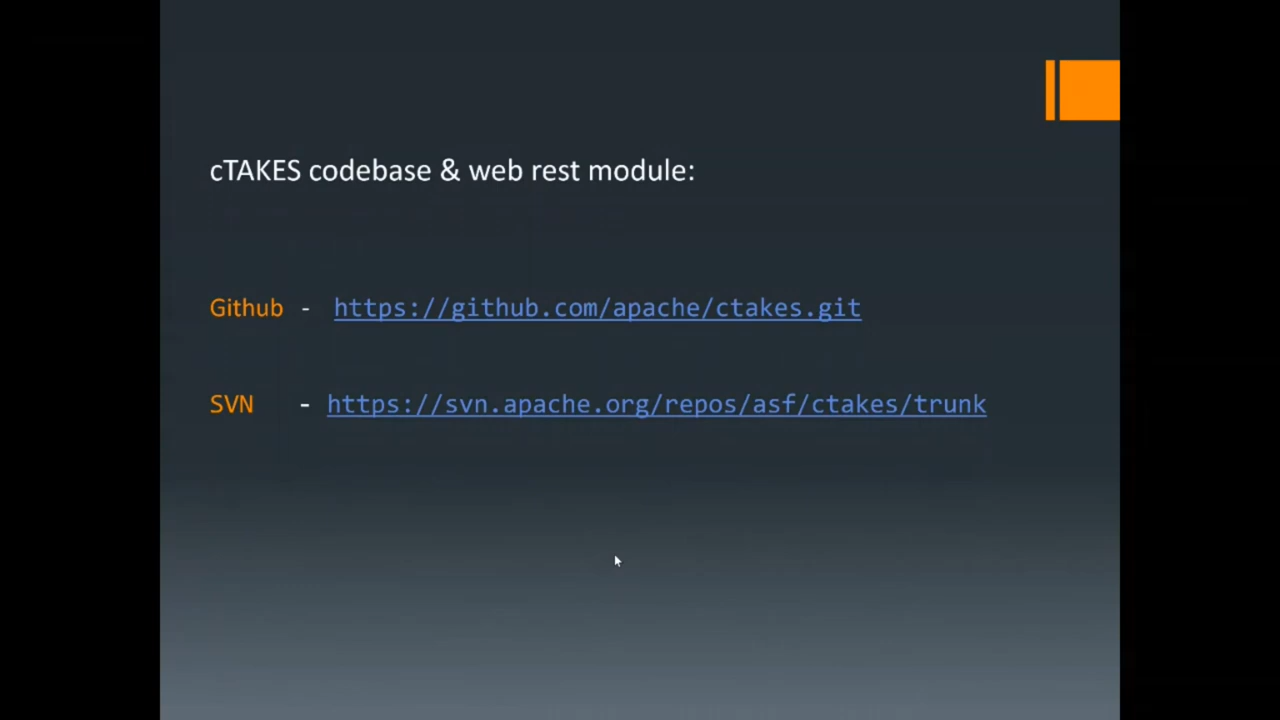 cTAKES codebase & web rest module:
Github - https://github.com/apache/ctakes.git
SVN - https://svn.apache.org/repos/asf/ctakes/trunk